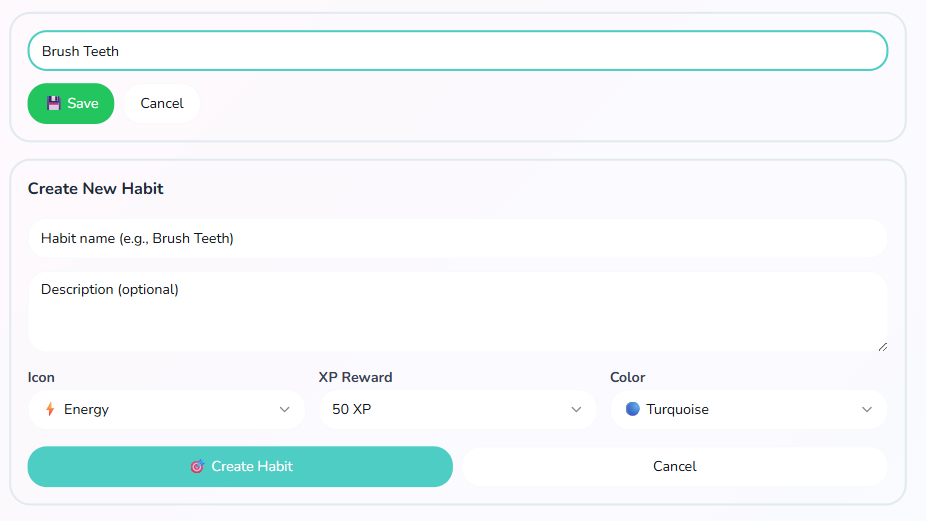 Brush Teeth
💾 Save
Cancel
Create New Habit
Habit name (e.g., Brush Teeth)
Description (optional)
Icon
XP Reward
Color
⚡ Energy
50 XP
🔵 Turquoise
🎯 Create Habit
Cancel